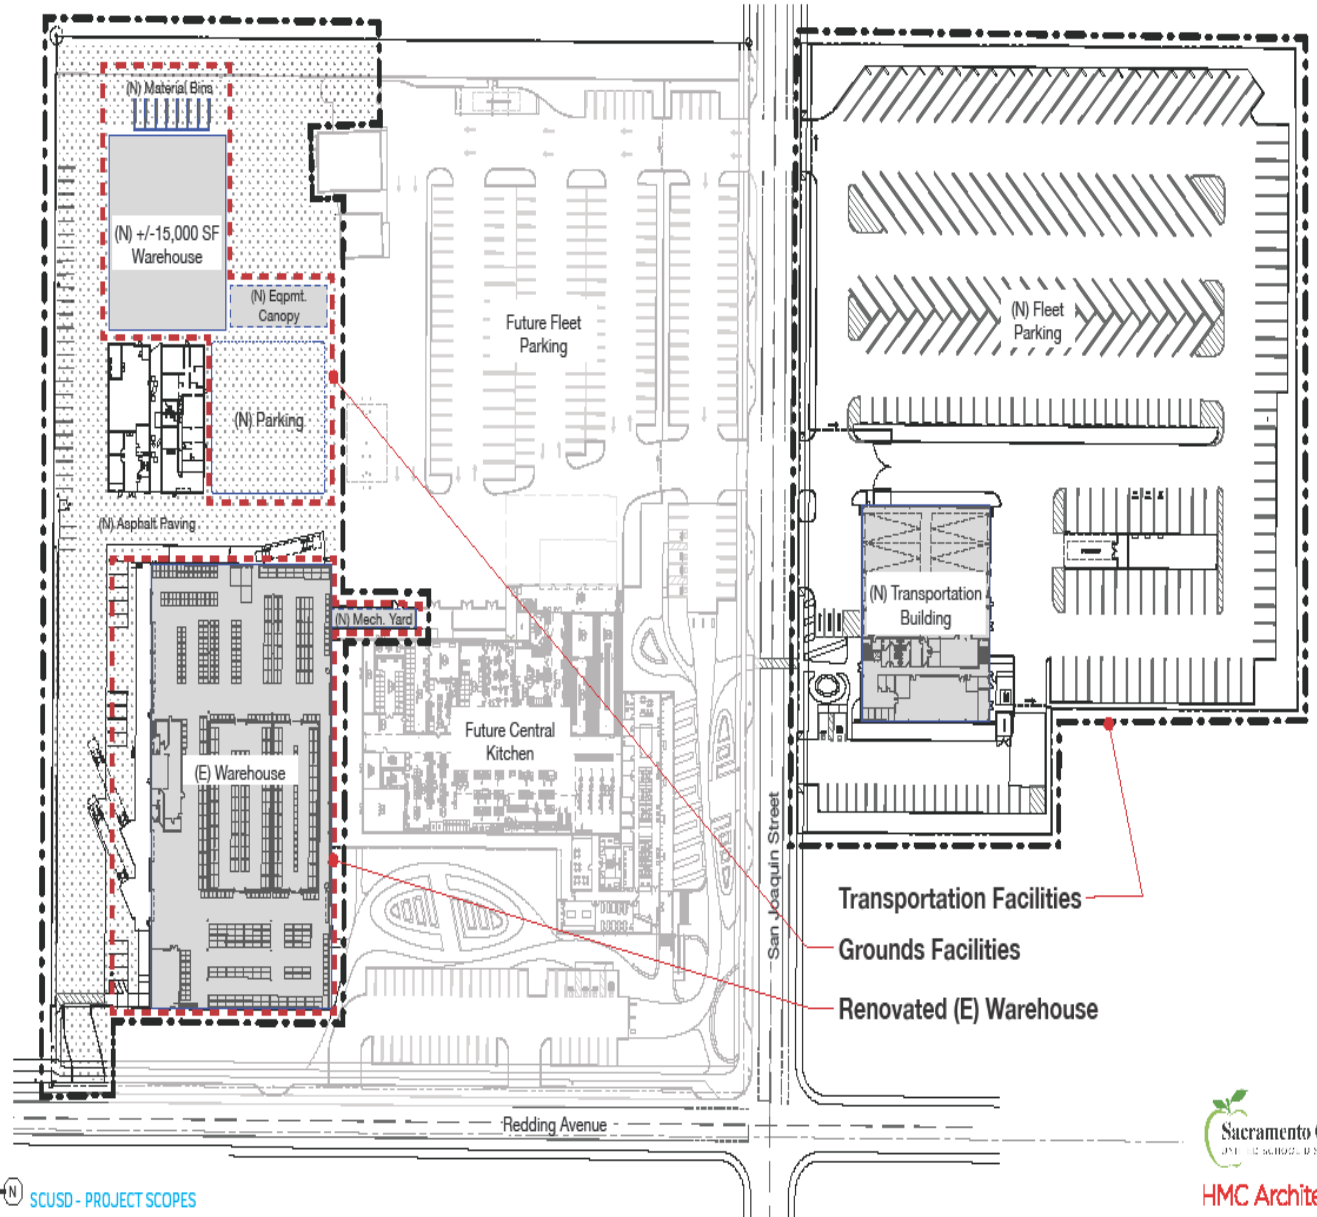 (N) Material Bins
(N) +/-15,000 SF
Warehouse
(N) Eqpmt.
Canopy
(N) Parking
(N) Asphalt Paving
(N) Mech. Yard
(E) Warehouse
Future Fleet
Parking
Future Central
Kitchen
(N) Fleet
Parking
(N) Transportation
Building
San Joaquin Street
Transportation Facilities
Grounds Facilities
Renovated (E) Warehouse
Redding Avenue
N
SCUSD - PROJECT SCOPES
Sacramento
HMC Archite